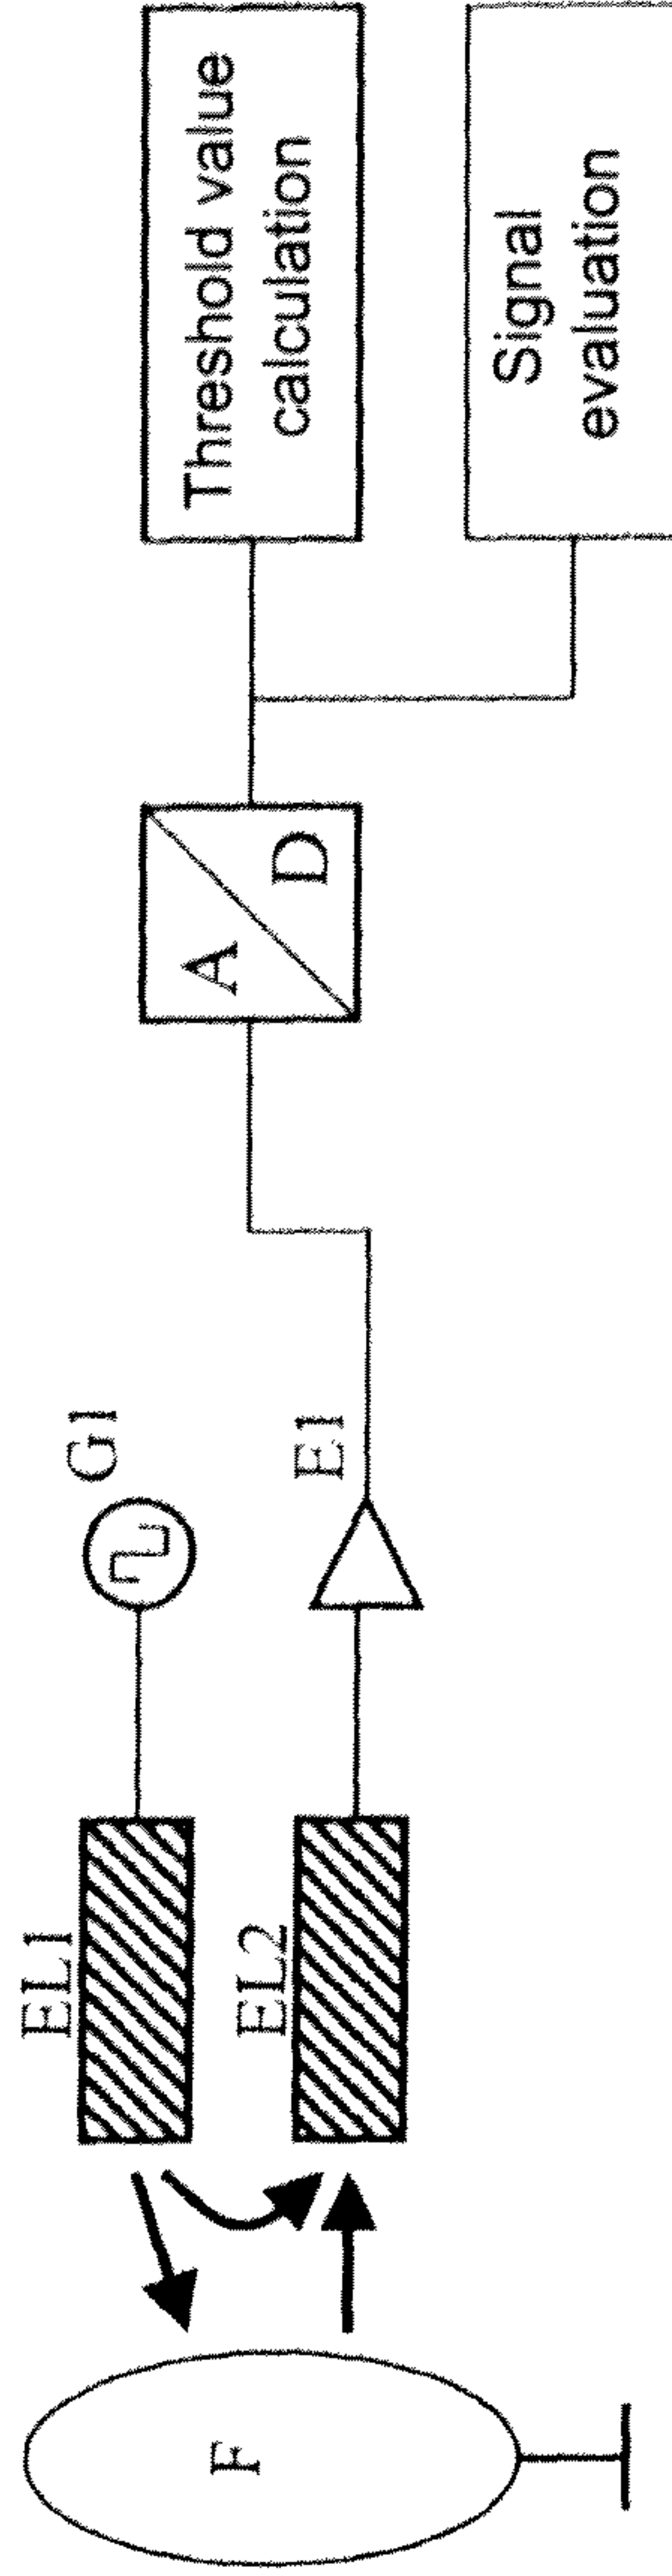 F
EL1
EL2
G1
E1
A
D
Threshold value
calculation
Signal
evaluation